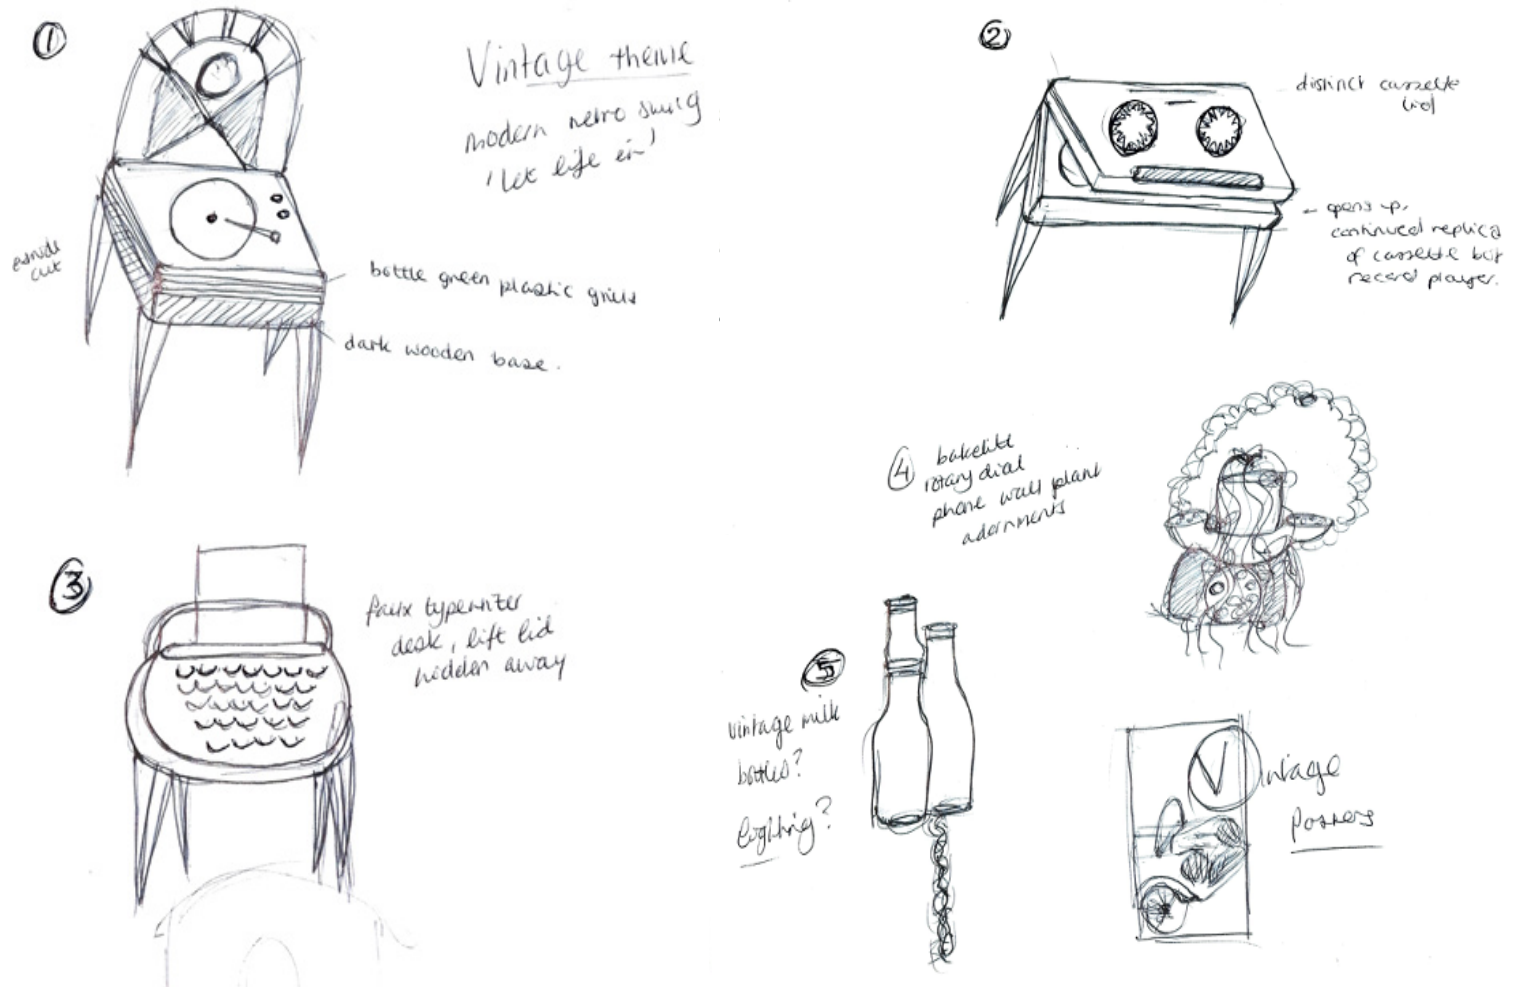 1
Vintage theme
modern retro swing
'let life in'
extrude
cut
bottle green plastic grills
dark wooden base.
2
distinct cassette
lid
opens up,
continued replica
of cassette but
record player.
3
faux typewriter
desk, lift lid
hidden away
4
bakelite
rotary dial
phone wall plant
adornments
5
vintage milk
bottles?
lighting?
Vintage
Posters